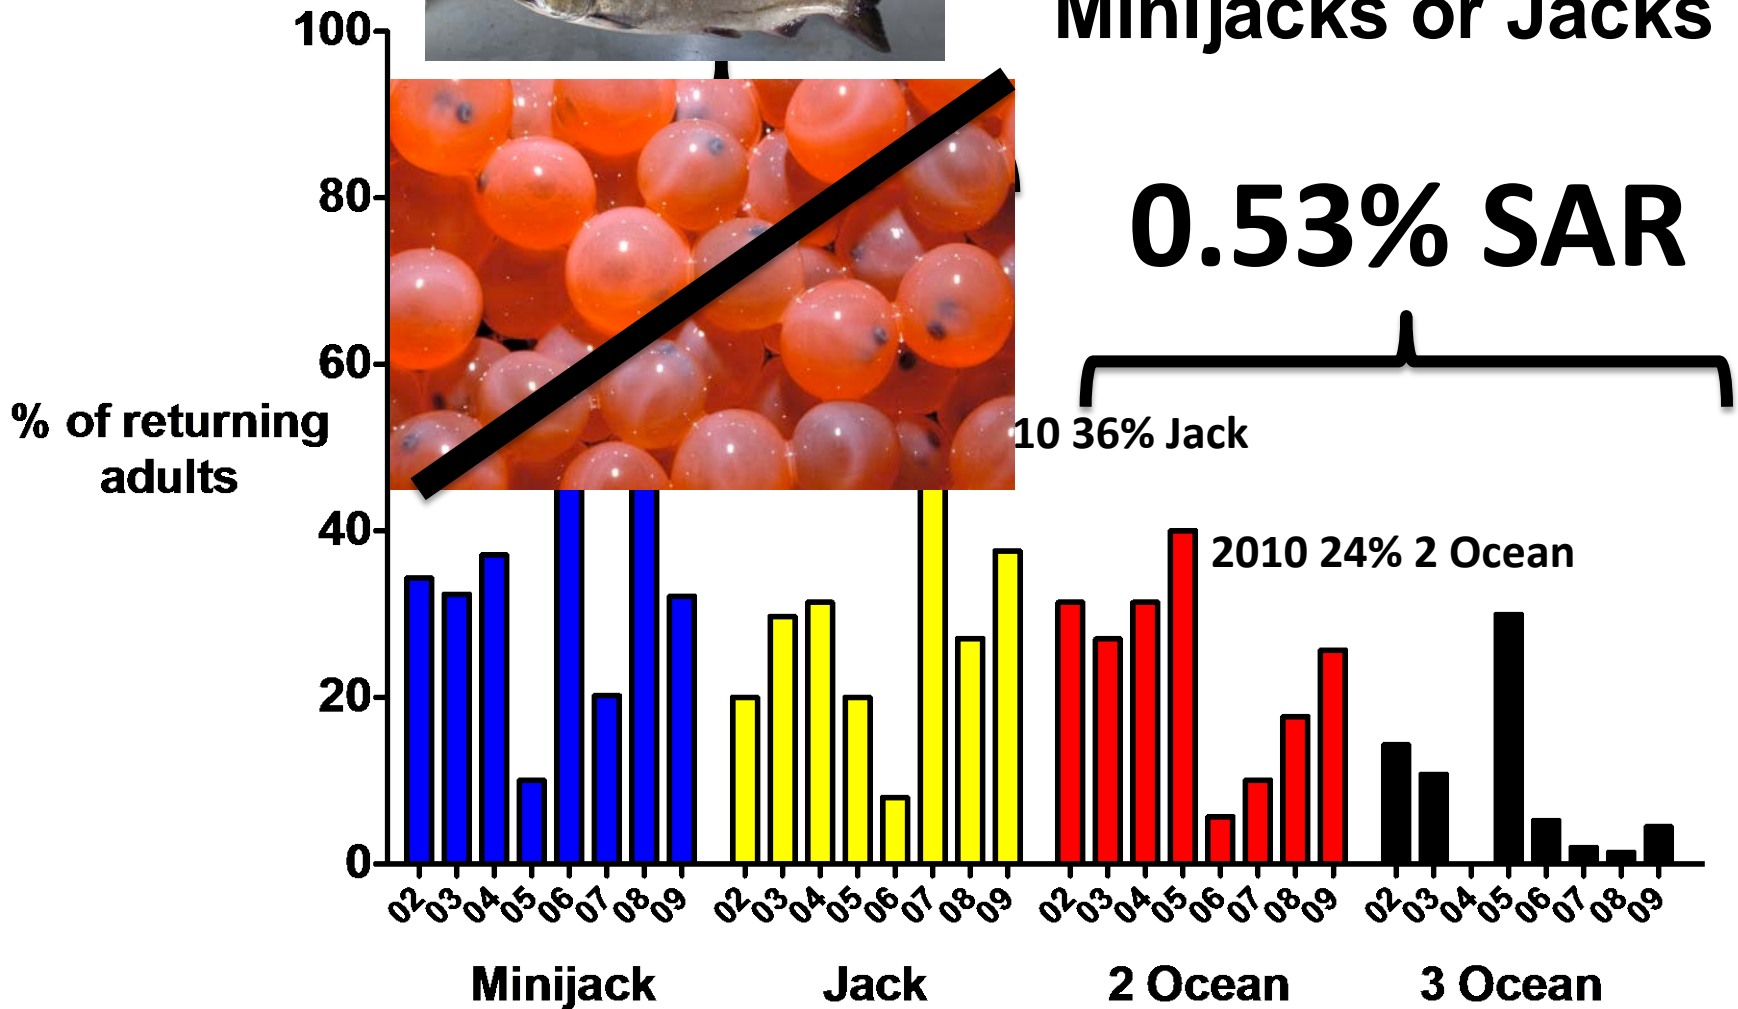 Minijacks or Jacks
0.53% SAR
100
80
60
40
20
0
% of returning
adults
10 36% Jack
2010 24% 2 Ocean
02 03 04 05 06 07 08 09 02 03 04 05 06 07 08 09 02 03 04 05 06 07 08 09 02 03 04 05 06 07 08 09
Minijack Jack 2 Ocean 3 Ocean